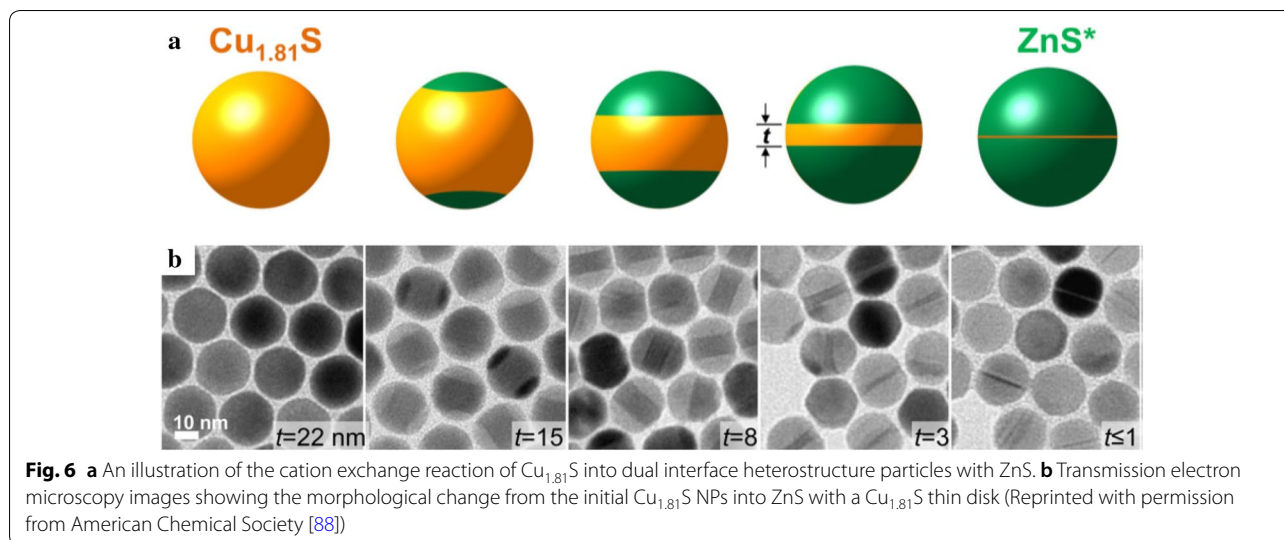 a
Cu1.81S
ZnS*
t
b
10 nm
t=22 nm
t=15
t=8
t=3
t≤1
Fig. 6 a An illustration of the cation exchange reaction of Cu1.81S into dual interface heterostructure particles with ZnS. b Transmission electron
microscopy images showing the morphological change from the initial Cu1.81S NPs into ZnS with a Cu1.81S thin disk (Reprinted with permission
from American Chemical Society [88])